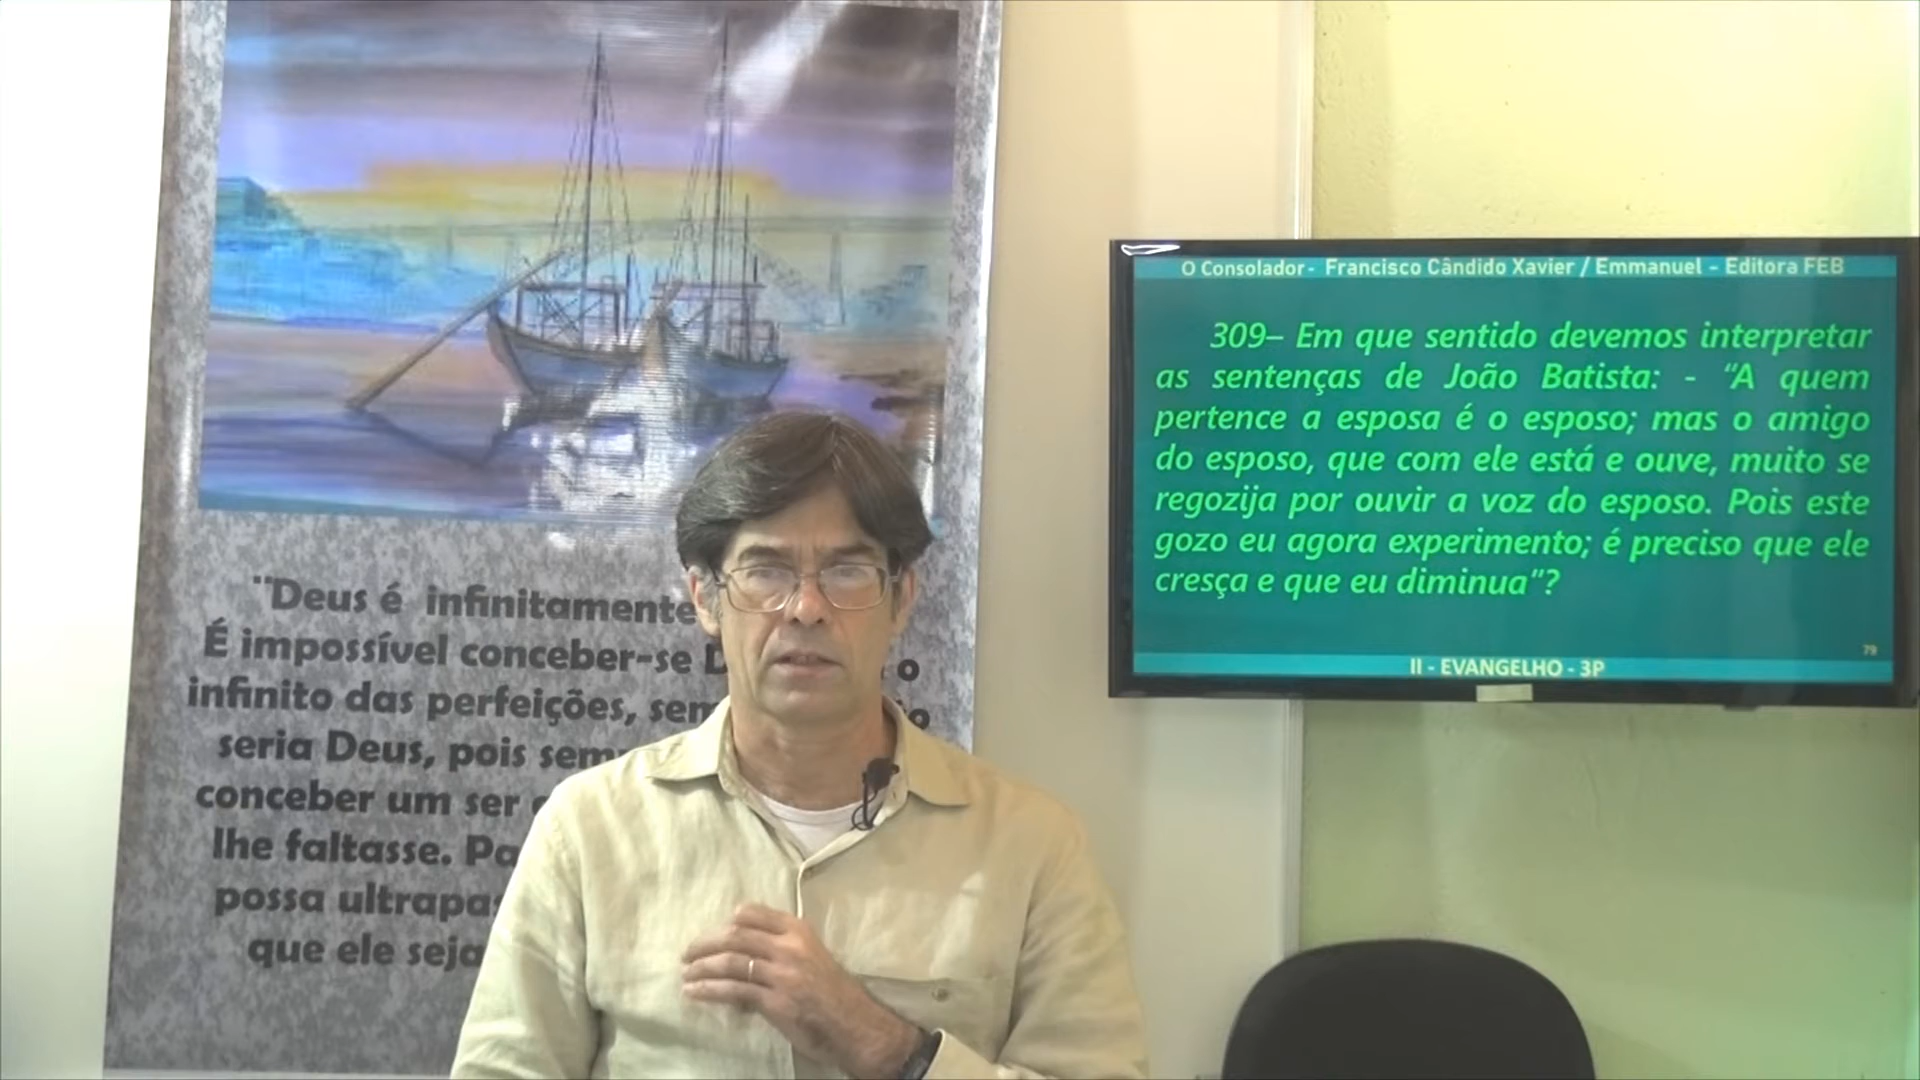 ¨Deus é infinitamente
É impossível conceber-se
o
infinito das perfeições, sem
seria Deus, pois sem
conceber um ser
lhe faltasse.
possa ultrapa
que ele seja
O Consolador- Francisco Cândido Xavier / Emmanuel - Editora FEB
309– Em que sentido devemos interpretar
as sentenças de João Batista: - "A quem
pertence a esposa é o esposo; mas o amigo
do esposo, que com ele está e ouve, muito se
regozija por ouvir a voz do esposo. Pois este
gozo eu agora experimento; é preciso que ele
cresça e que eu diminua"?
79
II - EVANGELHO - 3P